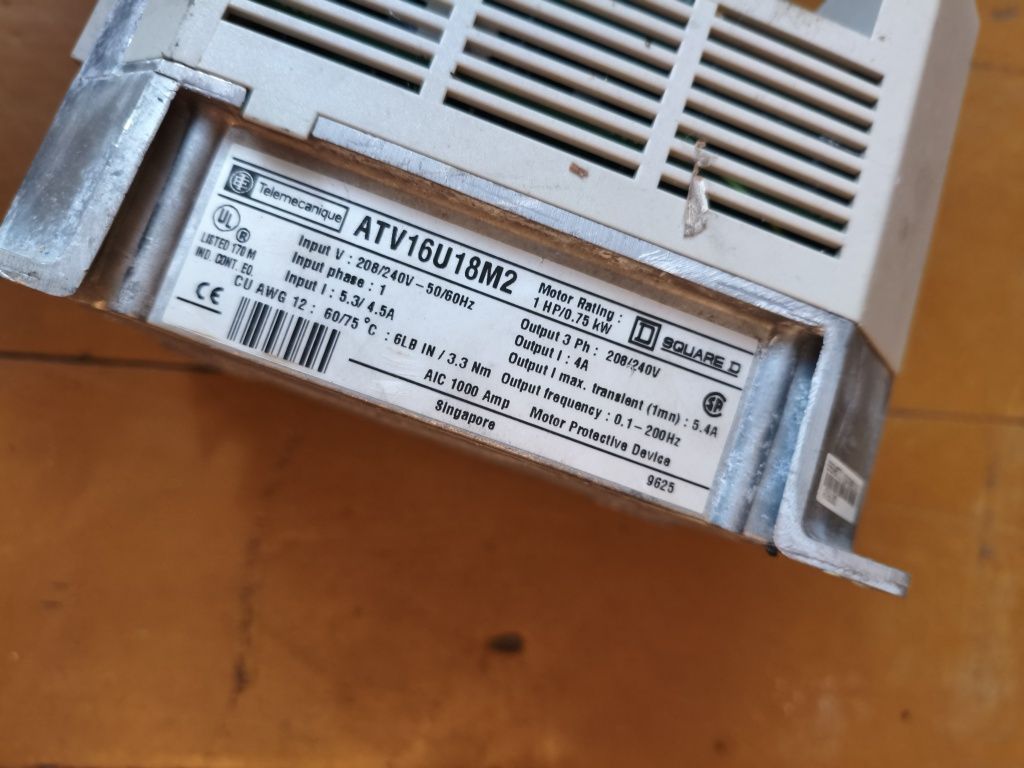 Telemecanique
ATV16U18M2
UL ®
LISTED 170 M
IND. CONT. EQ.
CE
Input V : 208/240V – 50/60Hz
Input phase : 1
Input I : 5.3/ 4.5A
CU AWG 12 : 60/75 °C : 6LB IN / 3.3 Nm
AIC 1000 Amp
Singapore
Motor Rating :
1 HP/0.75 kW
D SQUARE D
Output 3 Ph : 208/240V
Output I : 4A
Output I max. transient (1mn) : 5.4A
Output frequency : 0.1 – 200Hz
Motor Protective Device
9625